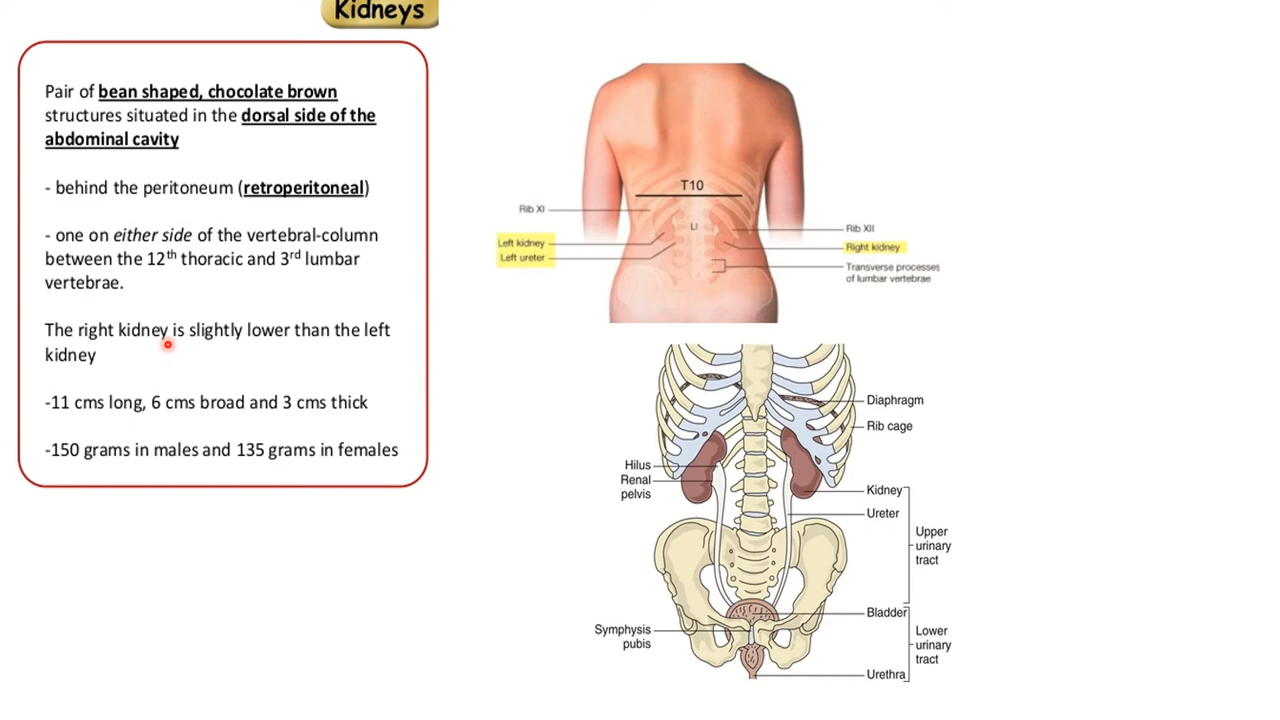 Kidneys
Pair of bean shaped, chocolate brown
structures situated in the dorsal side of the
abdominal cavity
- behind the peritoneum (retroperitoneal)
- one on either side of the vertebral-column
between the 12th thoracic and 3rd lumbar
vertebrae.
The right kidney is slightly lower than the left
kidney
-11 cms long, 6 cms broad and 3 cms thick
-150 grams in males and 135 grams in females
T10
Rib XI
LI
Rib XII
Left kidney
Right kidney
Left ureter
Transverse processes
of lumbar vertebrae
Diaphragm
Rib cage
Hilus
Renal
pelvis
Kidney
Ureter
Upper
urinary
tract
Bladder
Symphysis
pubis
Lower
urinary
tract
Urethra